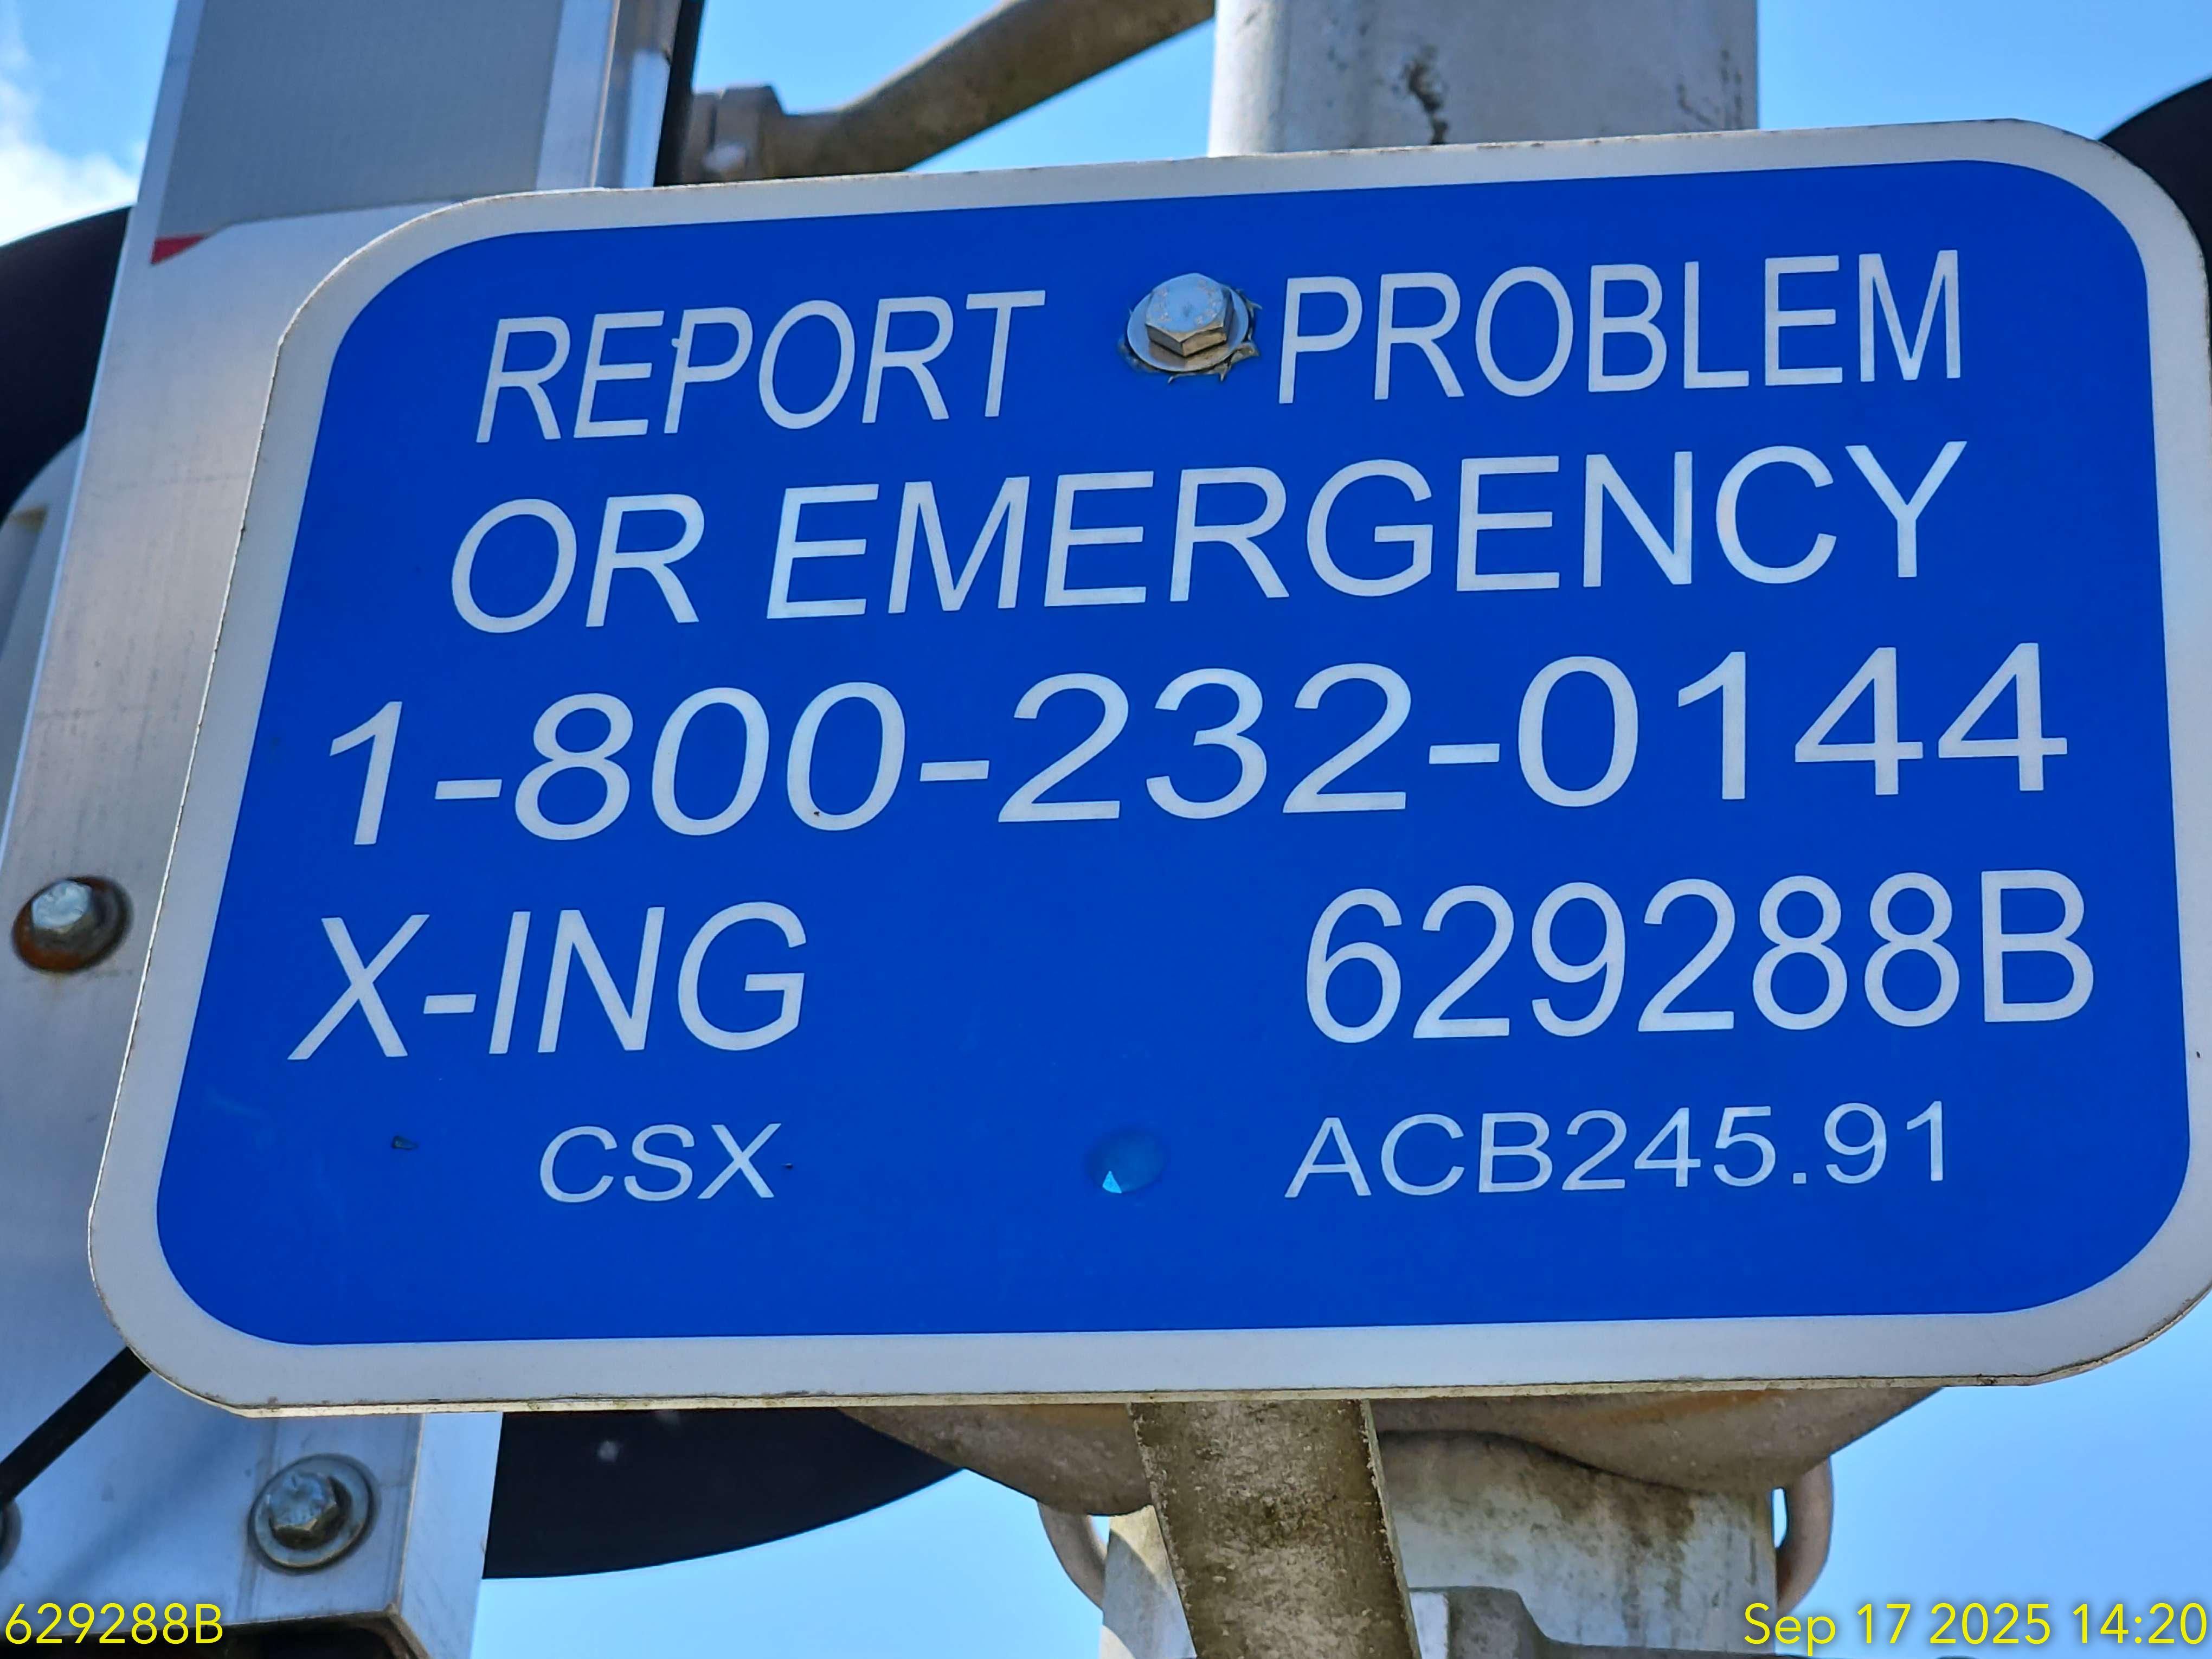 REPORT PROBLEM
OR EMERGENCY
1-800-232-0144
X-ING 629288B
CSX ACB245.91
629288B Sep 17 2025 14:20